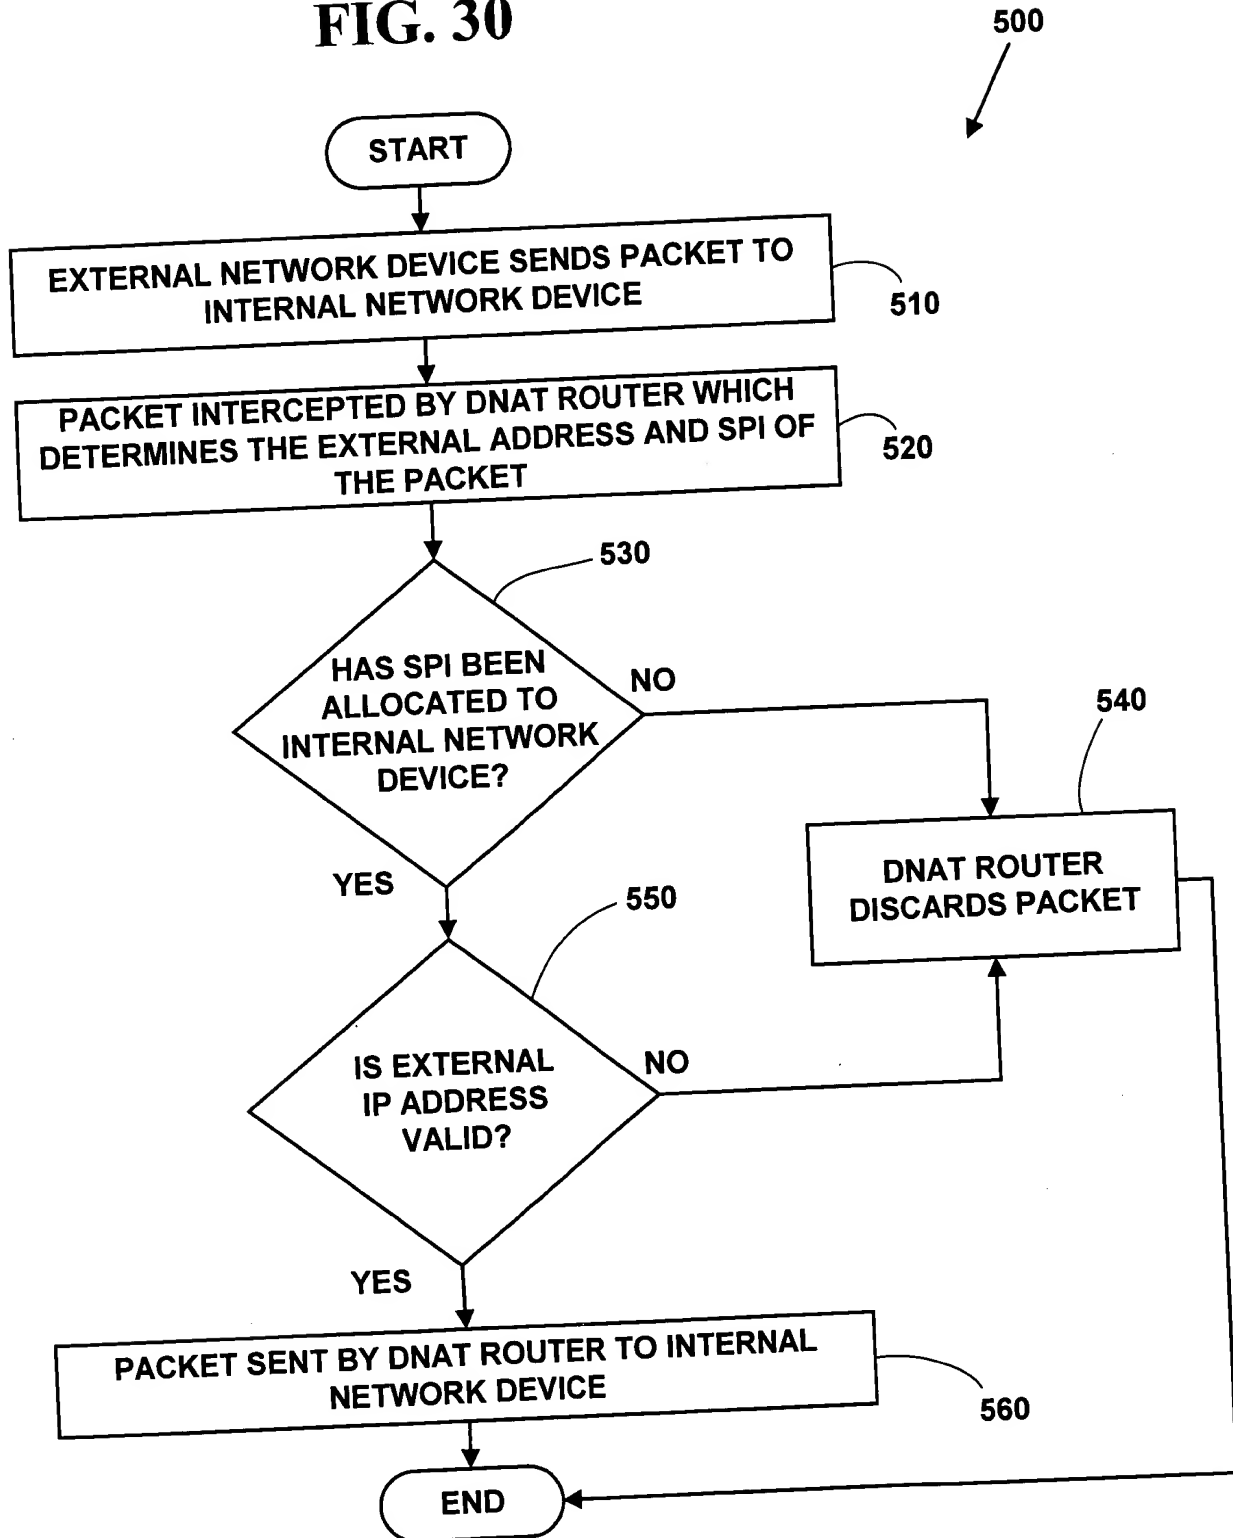 FIG. 30
500
START
EXTERNAL NETWORK DEVICE SENDS PACKET TO
INTERNAL NETWORK DEVICE
510
PACKET INTERCEPTED BY DNAT ROUTER WHICH
DETERMINES THE EXTERNAL ADDRESS AND SPI OF
THE PACKET
520
530
HAS SPI BEEN
ALLOCATED TO
INTERNAL NETWORK
DEVICE?
NO
540
DNAT ROUTER
DISCARDS PACKET
YES
550
IS EXTERNAL
IP ADDRESS
VALID?
NO
YES
PACKET SENT BY DNAT ROUTER TO INTERNAL
NETWORK DEVICE
560
END